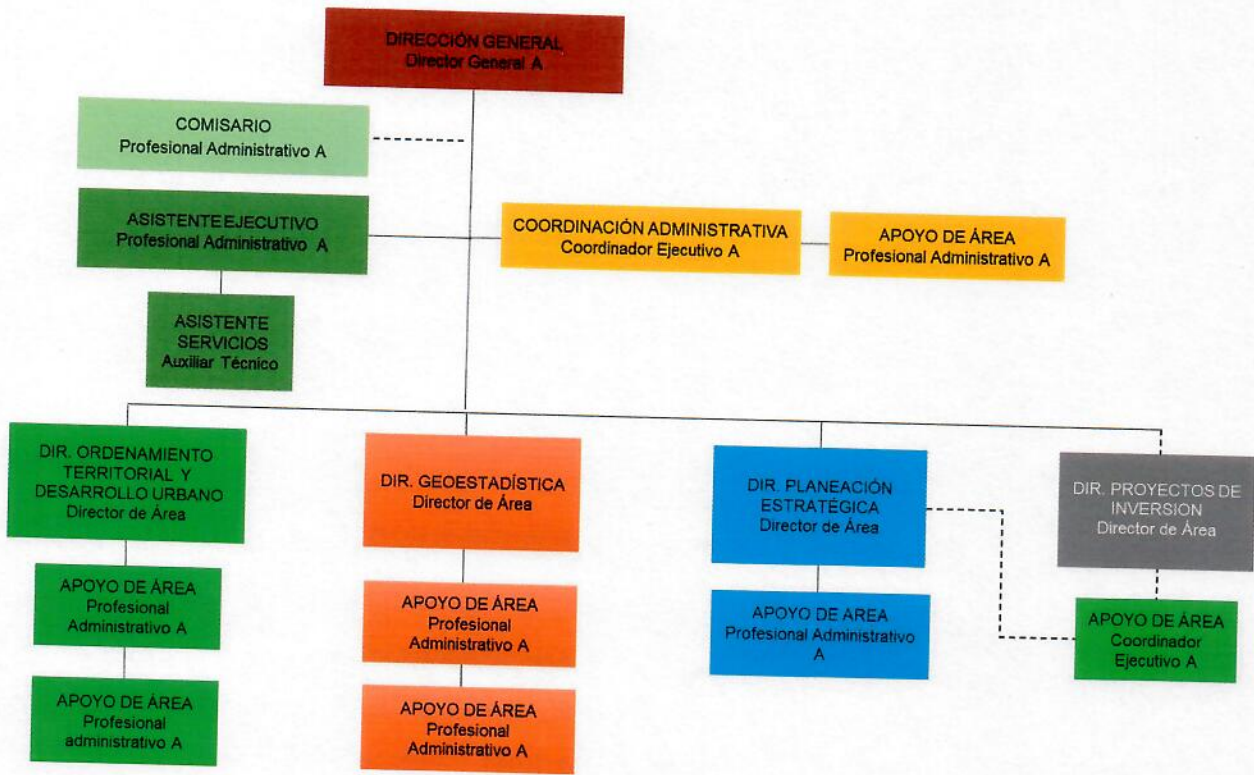 DIRECCIÓN GENERAL
Director General A
COMISARIO
Profesional Administrativo A
ASISTENTE EJECUTIVO
Profesional Administrativo A
COORDINACIÓN ADMINISTRATIVA
Coordinador Ejecutivo A
APOYO DE ÁREA
Profesional Administrativo A
ASISTENTE
SERVICIOS
Auxiliar Técnico
DIR. ORDENAMIENTO
TERRITORIAL Y
DESARROLLO URBANO
Director de Área
DIR. GEOESTADÍSTICA
Director de Área
DIR. PLANEACIÓN
ESTRATÉGICA
Director de Área
DIR. PROYECTOS DE
INVERSION
Director de Área
APOYO DE ÁREA
Profesional
Administrativo A
APOYO DE ÁREA
Profesional
Administrativo A
APOYO DE AREA
Profesional Administrativo
A
APOYO DE ÁREA
Coordinador
Ejecutivo A
APOYO DE ÁREA
Profesional
administrativo A
APOYO DE ÁREA
Profesional
Administrativo A